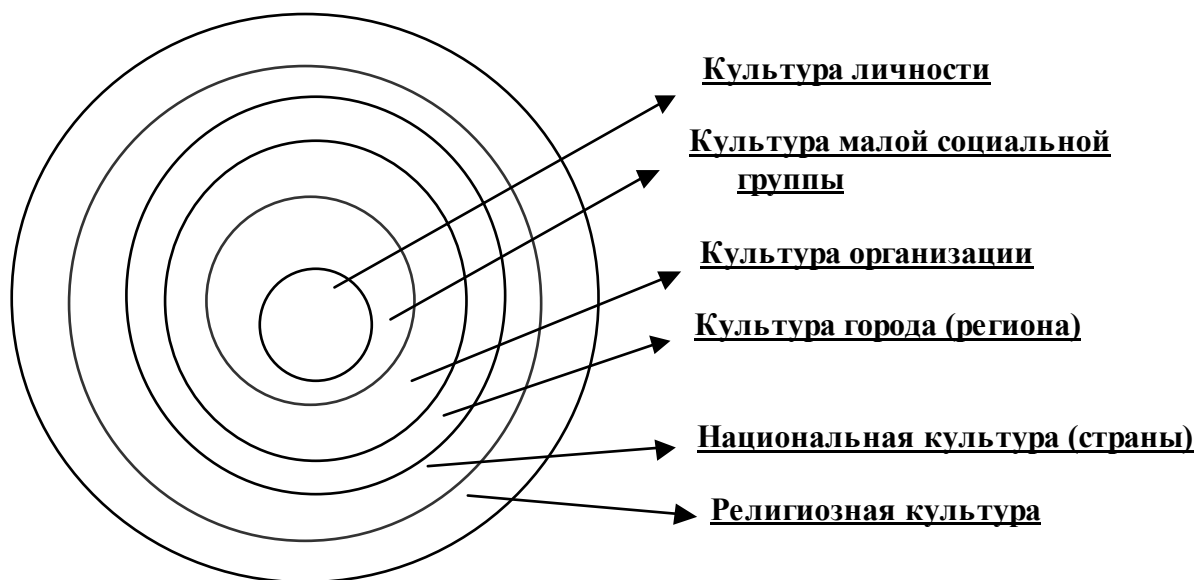 Культура личности
Культура малой социальной
группы
Культура организации
Культура города (региона)
Национальная культура (страны)
Религиозная культура